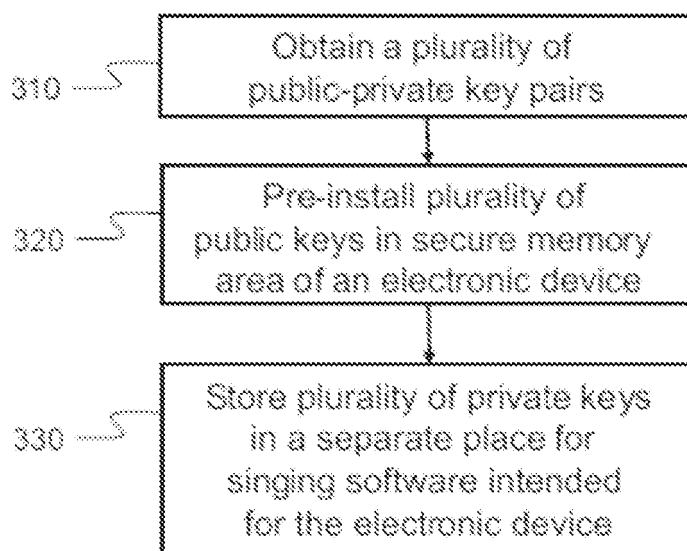 310
Obtain a plurality of
public-private key pairs
320
Pre-install plurality of
public keys in secure memory
area of an electronic device
330
Store plurality of private keys
in a separate place for
singing software intended
for the electronic device